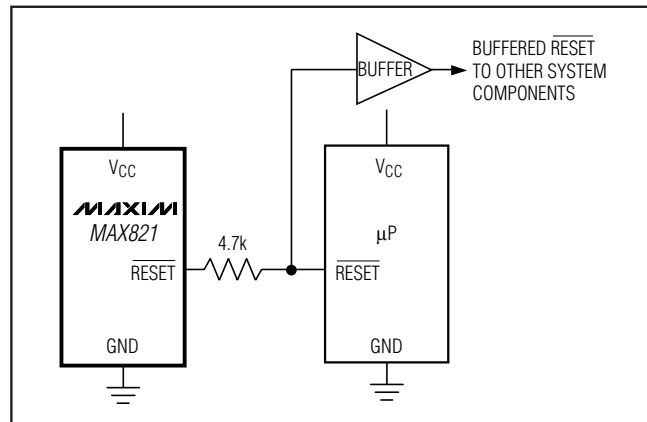 BUFFERED RESET
TO OTHER SYSTEM
COMPONENTS
BUFFER
VCC
MAXIM
MAX821
RESET
GND
4.7k
VCC
μP
RESET
GND